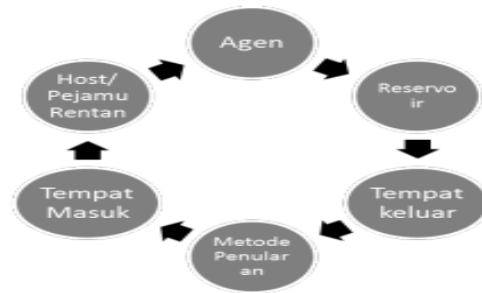 Agen
Reservo
ir
Tempat
keluar
Metode
Penular
an
Tempat
Masuk
Host/
Pejamu
Rentan